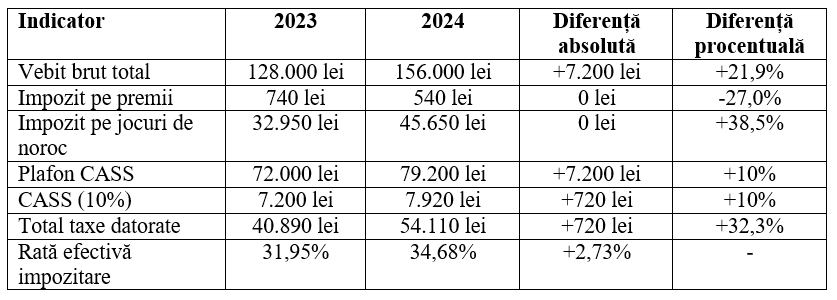 Indicator 2023 2024 Diferență absolută Diferență procentuală
Vebit brut total 128.000 lei 156.000 lei +7.200 lei +21,9%
Impozit pe premii 740 lei 540 lei 0 lei -27,0%
Impozit pe jocuri de noroc 32.950 lei 45.650 lei 0 lei +38,5%
Plafon CASS 72.000 lei 79.200 lei +7.200 lei +10%
CASS (10%) 7.200 lei 7.920 lei +720 lei +10%
Total taxe datorate 40.890 lei 54.110 lei +720 lei +32,3%
Rată efectivă impozitare 31,95% 34,68% +2,73% -